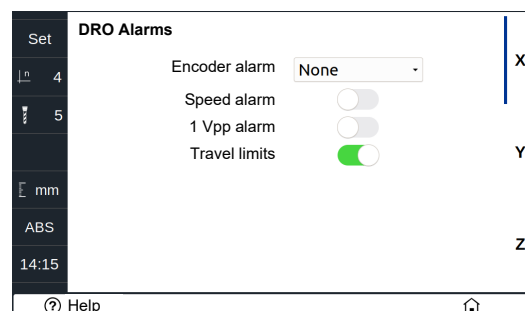 Set
n 4
5
mm
ABS
14:15
DRO Alarms
Encoder alarm None
Speed alarm
1 Vpp alarm
Travel limits
X
Y
Z
Help